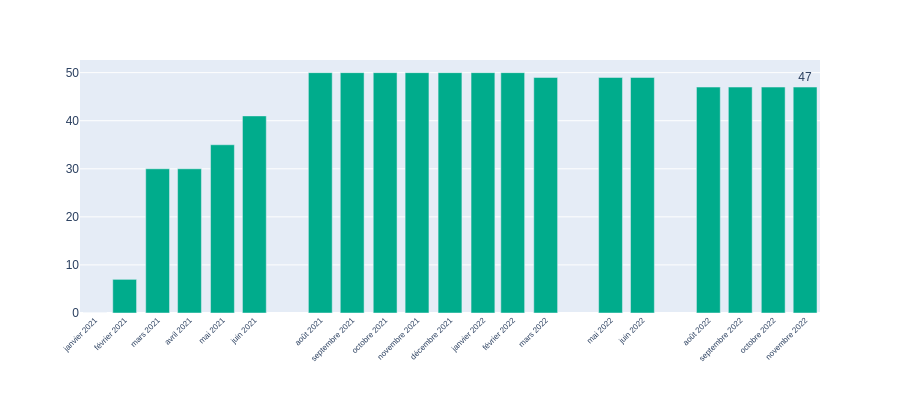 50
40
30
20
10
0
47
janvier 2021
février 2021
mars 2021
avril 2021
mai 2021
juin 2021
août 2021
septembre 2021
octobre 2021
novembre 2021
décembre 2021
janvier 2022
février 2022
mars 2022
mai 2022
juin 2022
août 2022
septembre 2022
octobre 2022
novembre 2022